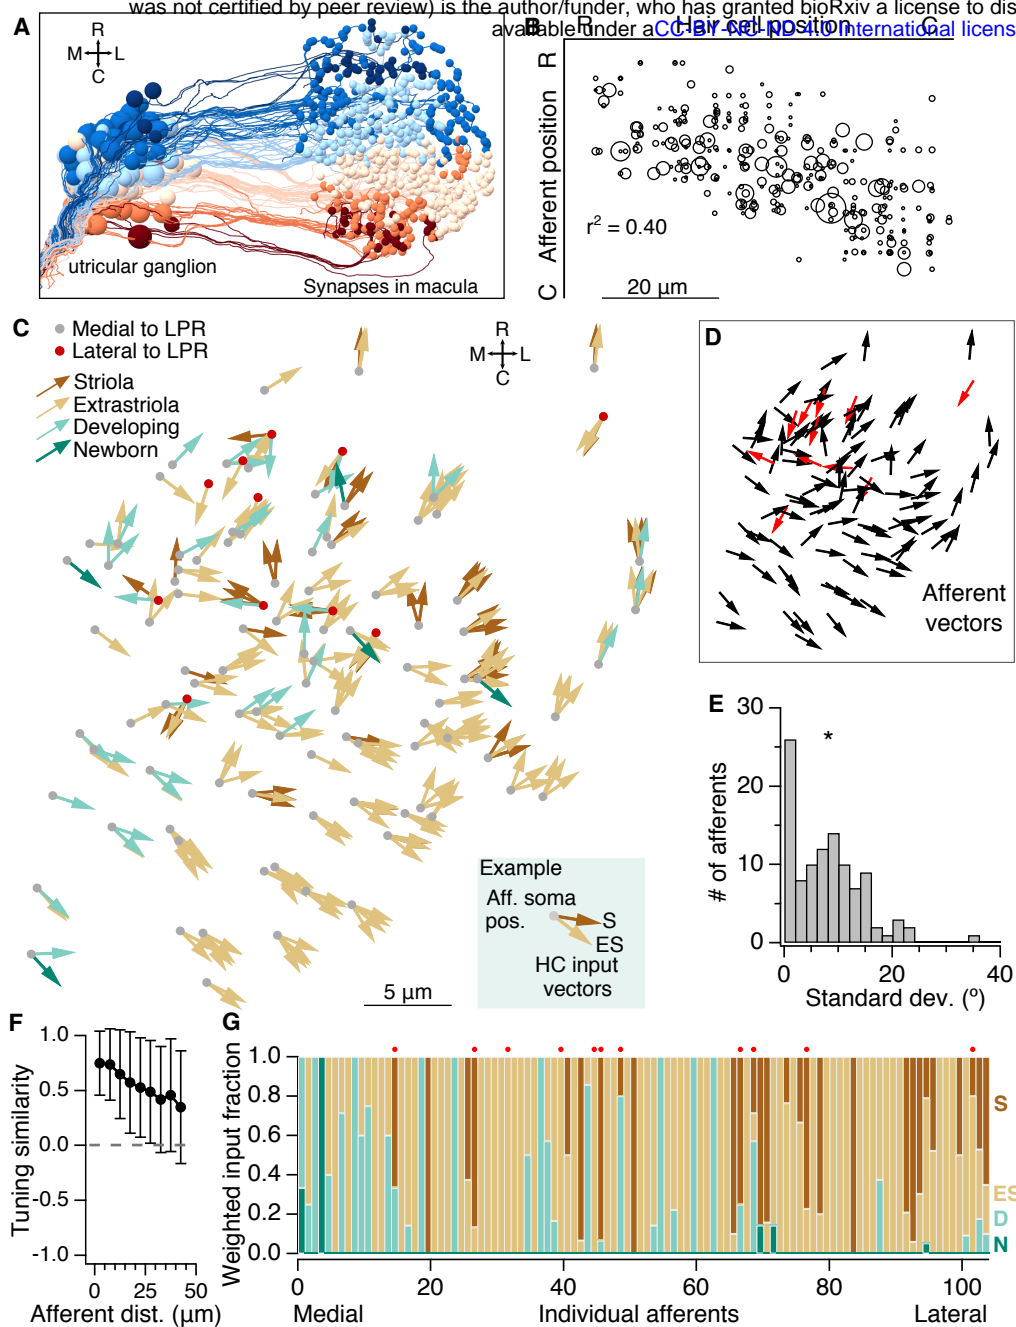 was not certified by peer review) is the author/funder, who has granted bioRxiv a license to dis
available under aCC-BY-NC-ND 4.0 International licens
A
R
M L
C
utricular ganglion
Synapses in macula
B
R Hair cell position C
R
Afferent position
C
r² = 0.40
20 µm
C
Medial to LPR
Lateral to LPR
Striola
Extrastriola
Developing
Newborn
R
M L
C
Example
Aff. soma
pos.
S
ES
HC input
vectors
5 µm
D
Afferent
vectors
E
# of afferents
30
20
10
0
*
0 20 40
Standard dev. (º)
F
Tuning similarity
1.0
0.5
0.0
-0.5
-1.0
0 25 50
Afferent dist. (µm)
G
Weighted input fraction
1.0
0.8
0.6
0.4
0.2
0.0
S
ES
D
N
0 20 40 60 80 100
Medial Individual afferents Lateral